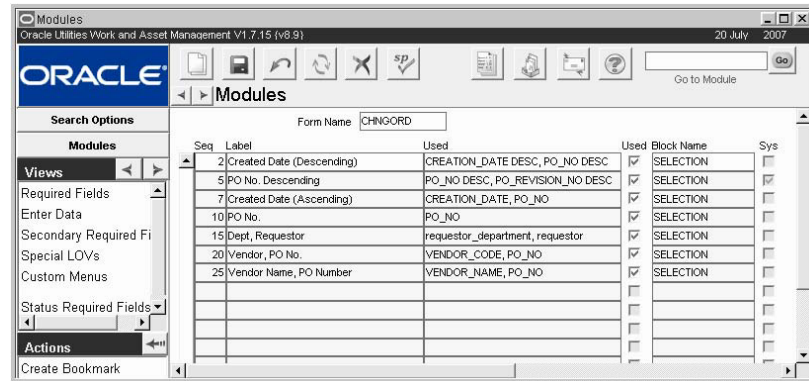 Modules
Oracle Utilities Work and Asset Management V1.7.15 (v8.9) 20 July 2007
ORACLE
sp
Go
Go to Module
Modules
Search Options
Modules
Views
Required Fields
Enter Data
Secondary Required Fi
Special LOVs
Custom Menus
Status Required Fields
Actions
Create Bookmark
Form Name CHNGORD
Seq Label Used Used Block Name Sys
2 Created Date (Descending) CREATION_DATE DESC, PO_NO DESC SELECTION
5 PO No. Descending PO_NO DESC, PO_REVISION_NO DESC SELECTION
7 Created Date (Ascending) CREATION_DATE, PO_NO SELECTION
10 PO No. PO_NO SELECTION
15 Dept, Requestor requestor_department, requestor SELECTION
20 Vendor, PO No. VENDOR_CODE, PO_NO SELECTION
25 Vendor Name, PO Number VENDOR_NAME, PO_NO SELECTION